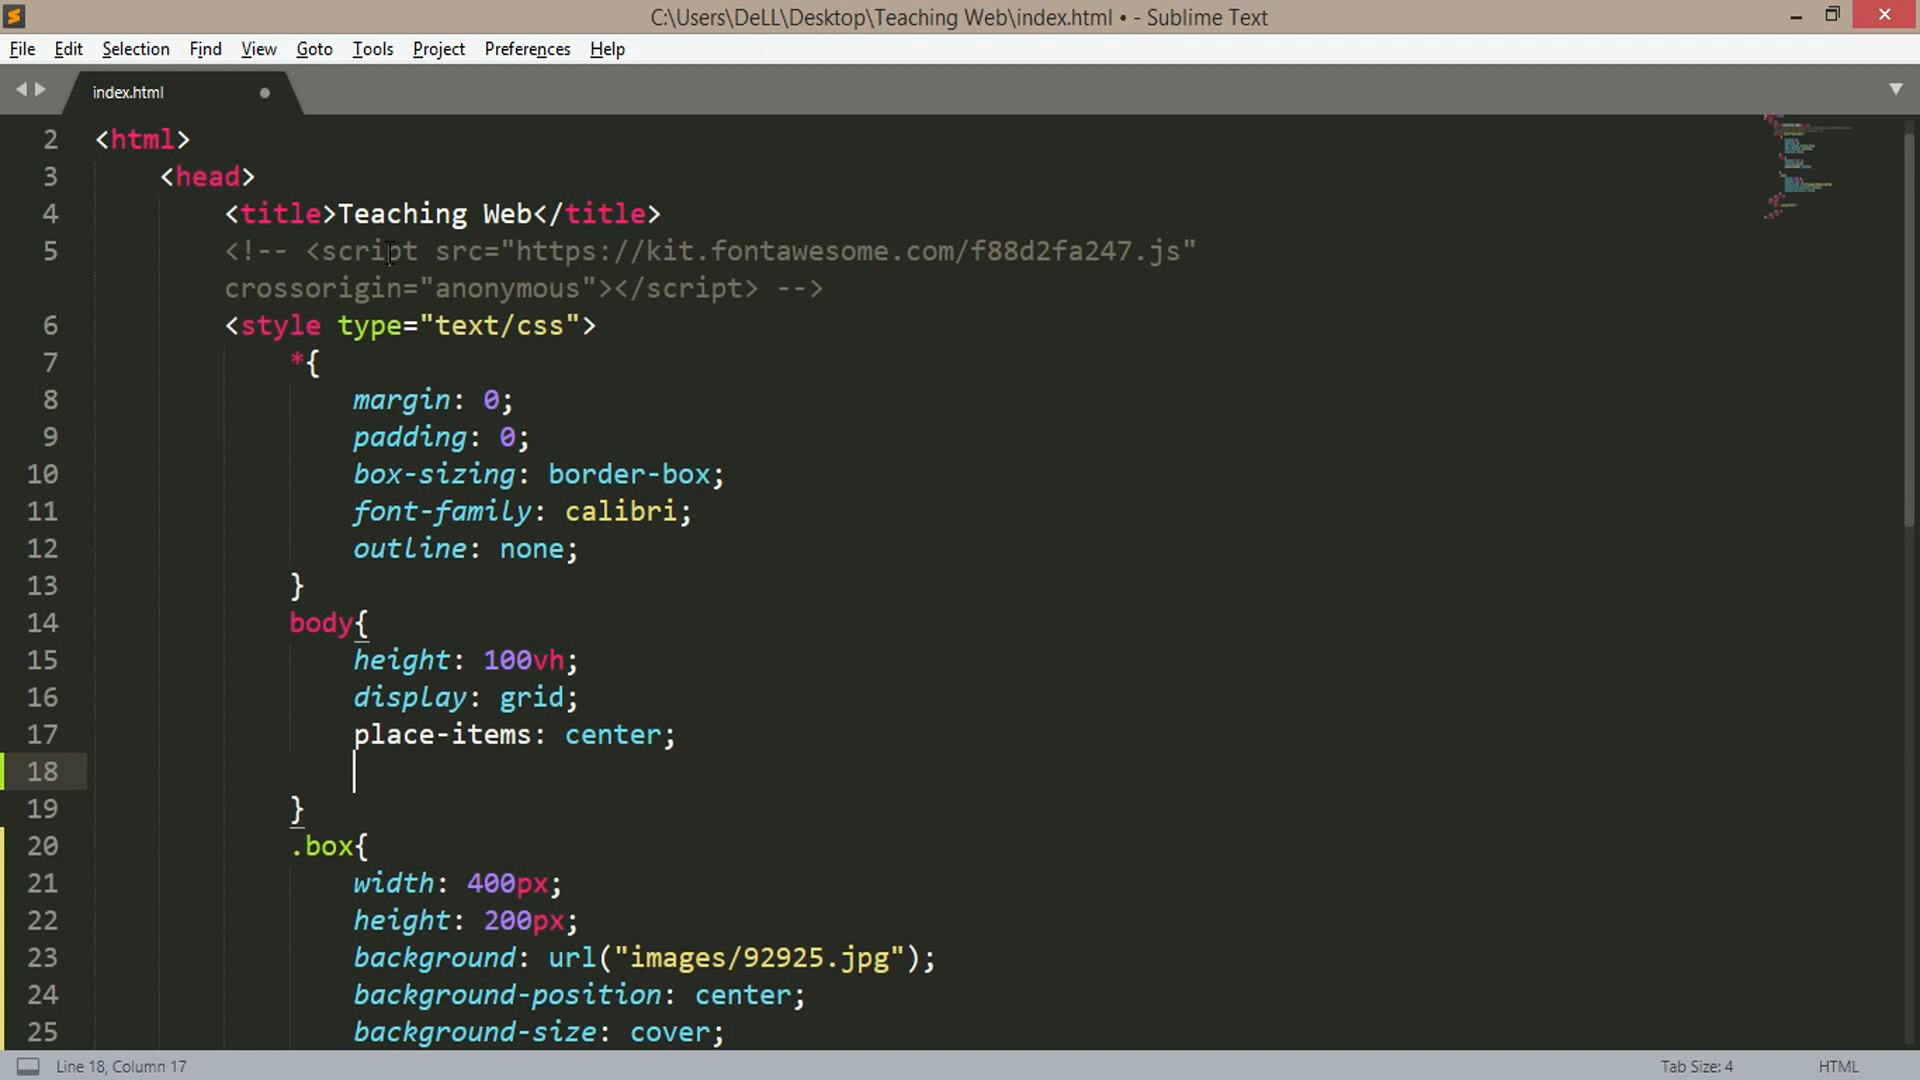 C:\Users\DeLL\Desktop\Teaching Web\index.html • - Sublime Text
File Edit Selection Find View Goto Tools Project Preferences Help
index.html
2 <html>
3 <head>
4 <title>Teaching Web</title>
5 <!-- <script src="https://kit.fontawesome.com/f88d2fa247.js"
crossorigin="anonymous"></script> -->
6 <style type="text/css">
7 *{
8 margin: 0;
9 padding: 0;
10 box-sizing: border-box;
11 font-family: calibri;
12 outline: none;
13 }
14 body{
15 height: 100vh;
16 display: grid;
17 place-items: center;
18
19 }
20 .box{
21 width: 400px;
22 height: 200px;
23 background: url("images/92925.jpg");
24 background-position: center;
25 background-size: cover;
Line 18, Column 17 Tab Size: 4 HTML